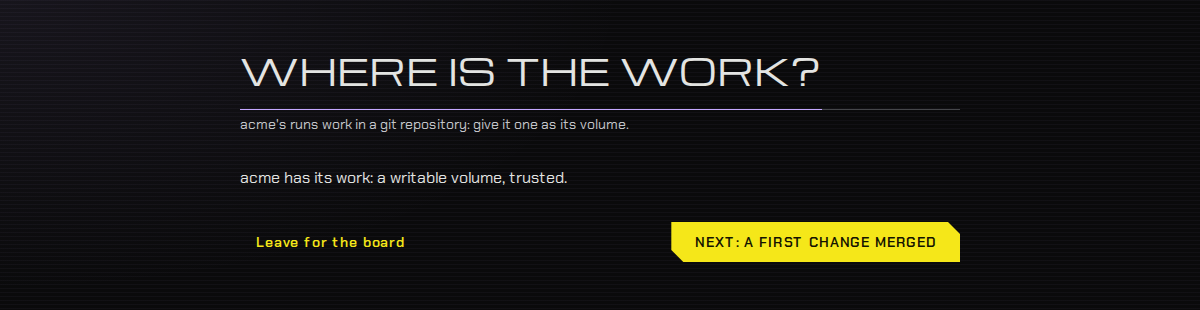 WHERE IS THE WORK?
acme's runs work in a git repository: give it one as its volume.
acme has its work: a writable volume, trusted.
Leave for the board
NEXT: A FIRST CHANGE MERGED